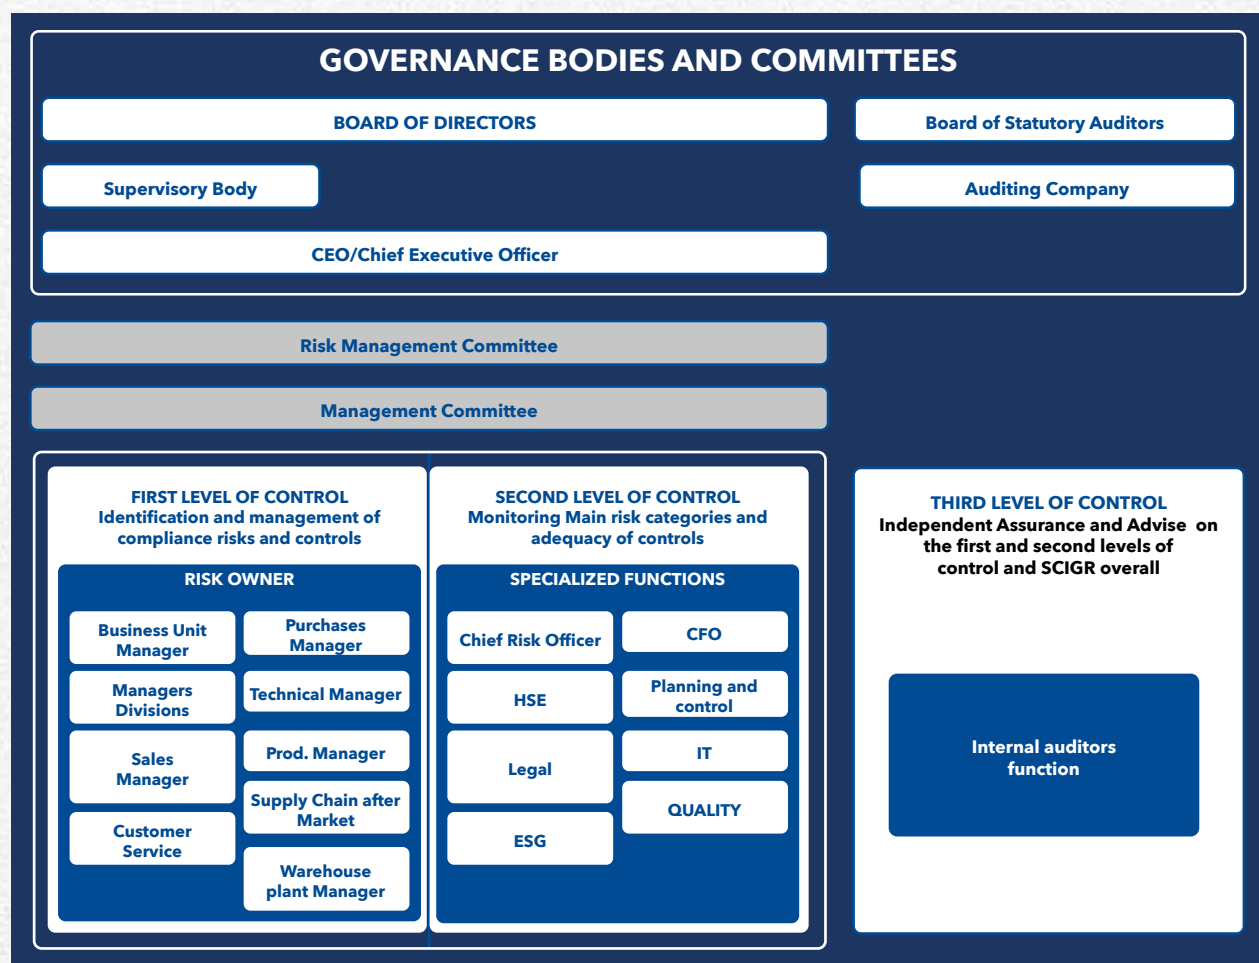 GOVERNANCE BODIES AND COMMITTEES
BOARD OF DIRECTORS
Board of Statutory Auditors
Supervisory Body
Auditing Company
CEO/Chief Executive Officer
Risk Management Committee
Management Committee
FIRST LEVEL OF CONTROL
Identification and management of
compliance risks and controls
RISK OWNER
Business Unit
Manager
Purchases
Manager
Managers
Divisions
Technical Manager
Sales
Manager
Prod. Manager
Supply Chain after
Market
Customer
Service
Warehouse
plant Manager
SECOND LEVEL OF CONTROL
Monitoring Main risk categories and
adequacy of controls
SPECIALIZED FUNCTIONS
Chief Risk Officer
CFO
HSE
Planning and
control
Legal
IT
QUALITY
ESG
THIRD LEVEL OF CONTROL
Independent Assurance and Advise on
the first and second levels of
control and SCIGR overall
Internal auditors
function